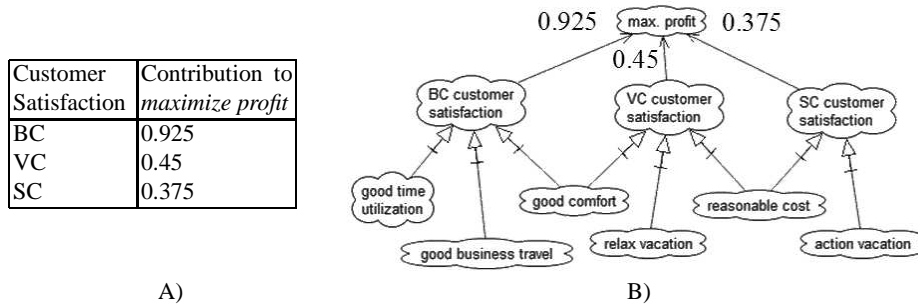 Customer Satisfaction Contribution to maximize profit
BC 0.925
VC 0.45
SC 0.375
A)
0.925 max. profit 0.375
0.45
BC customer satisfaction
VC customer satisfaction
SC customer satisfaction
good time utilization
good comfort
reasonable cost
good business travel
relax vacation
action vacation
B)